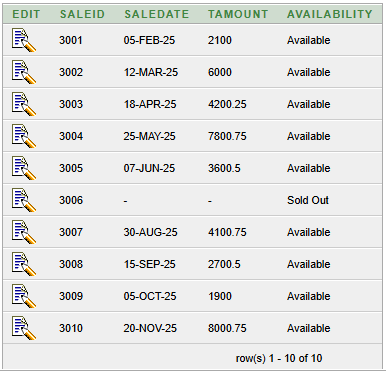 EDIT SALEID SALEDATE TAMOUNT AVAILABILITY
3001 05-FEB-25 2100 Available
3002 12-MAR-25 6000 Available
3003 18-APR-25 4200.25 Available
3004 25-MAY-25 7800.75 Available
3005 07-JUN-25 3600.5 Available
3006 - - Sold Out
3007 30-AUG-25 4100.75 Available
3008 15-SEP-25 2700.5 Available
3009 05-OCT-25 1900 Available
3010 20-NOV-25 8000.75 Available
row(s) 1 - 10 of 10